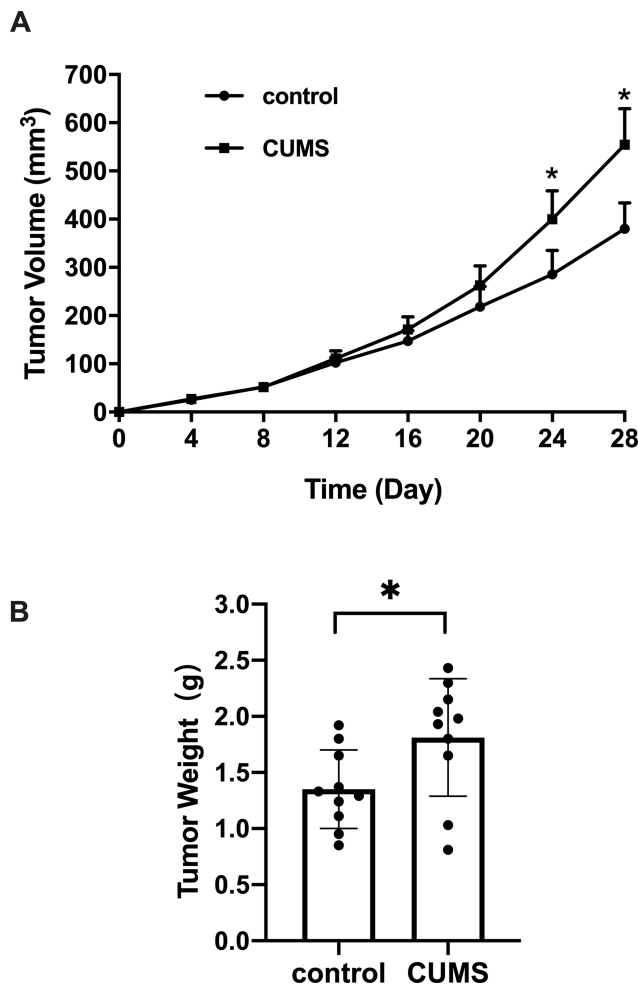 A
700
600
500
400
300
200
100
0
Tumor Volume (mm³)
control
CUMS
*
*
0 4 8 12 16 20 24 28
Time (Day)
B
*
3.0
2.5
2.0
1.5
1.0
0.5
0.0
Tumor Weight (g)
control CUMS